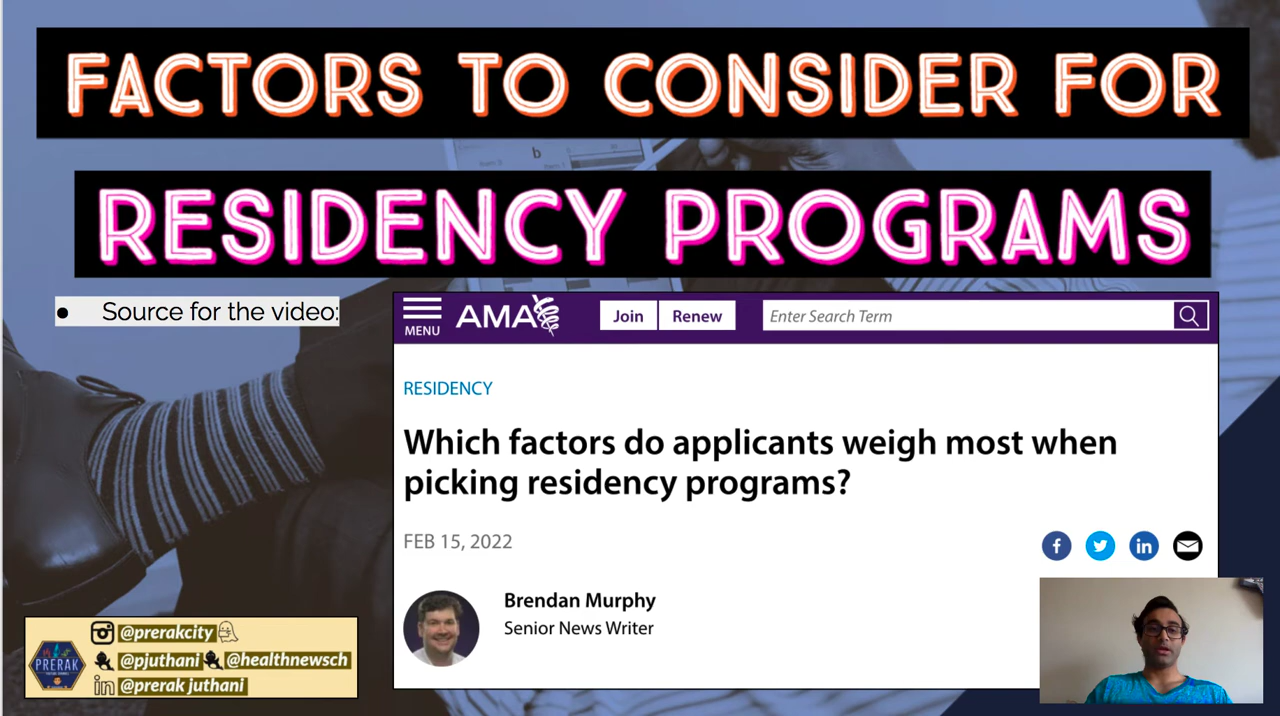 FACTORS TO CONSIDER FOR
RESIDENCY PROGRAMS
● Source for the video:
MENU
AMA
Join
Renew
Enter Search Term
RESIDENCY
Which factors do applicants weigh most when
picking residency programs?
FEB 15, 2022
f
in
Brendan Murphy
Senior News Writer
PRERAK
@prerakcity
@pjuthani @healthnewsch
in @prerak juthani
b